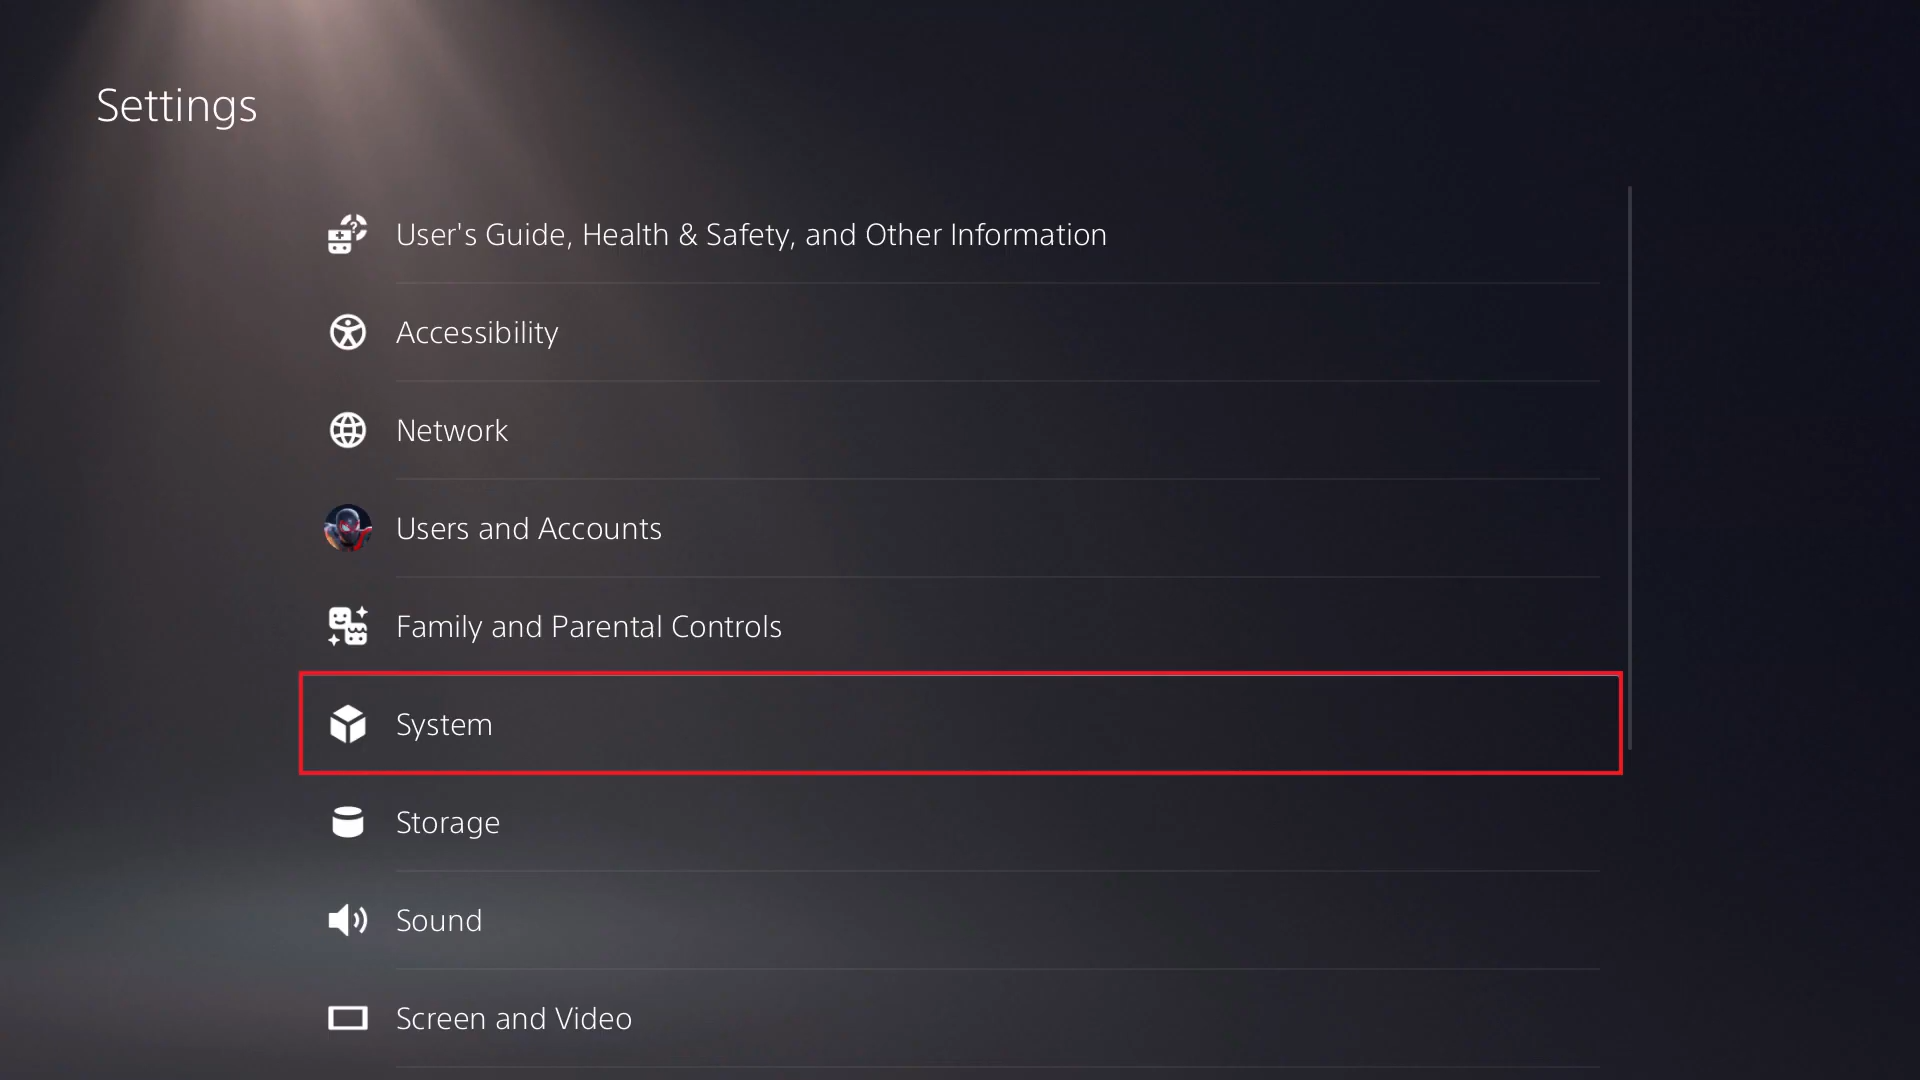 Settings
User's Guide, Health & Safety, and Other Information
Accessibility
Network
Users and Accounts
Family and Parental Controls
System
Storage
Sound
Screen and Video